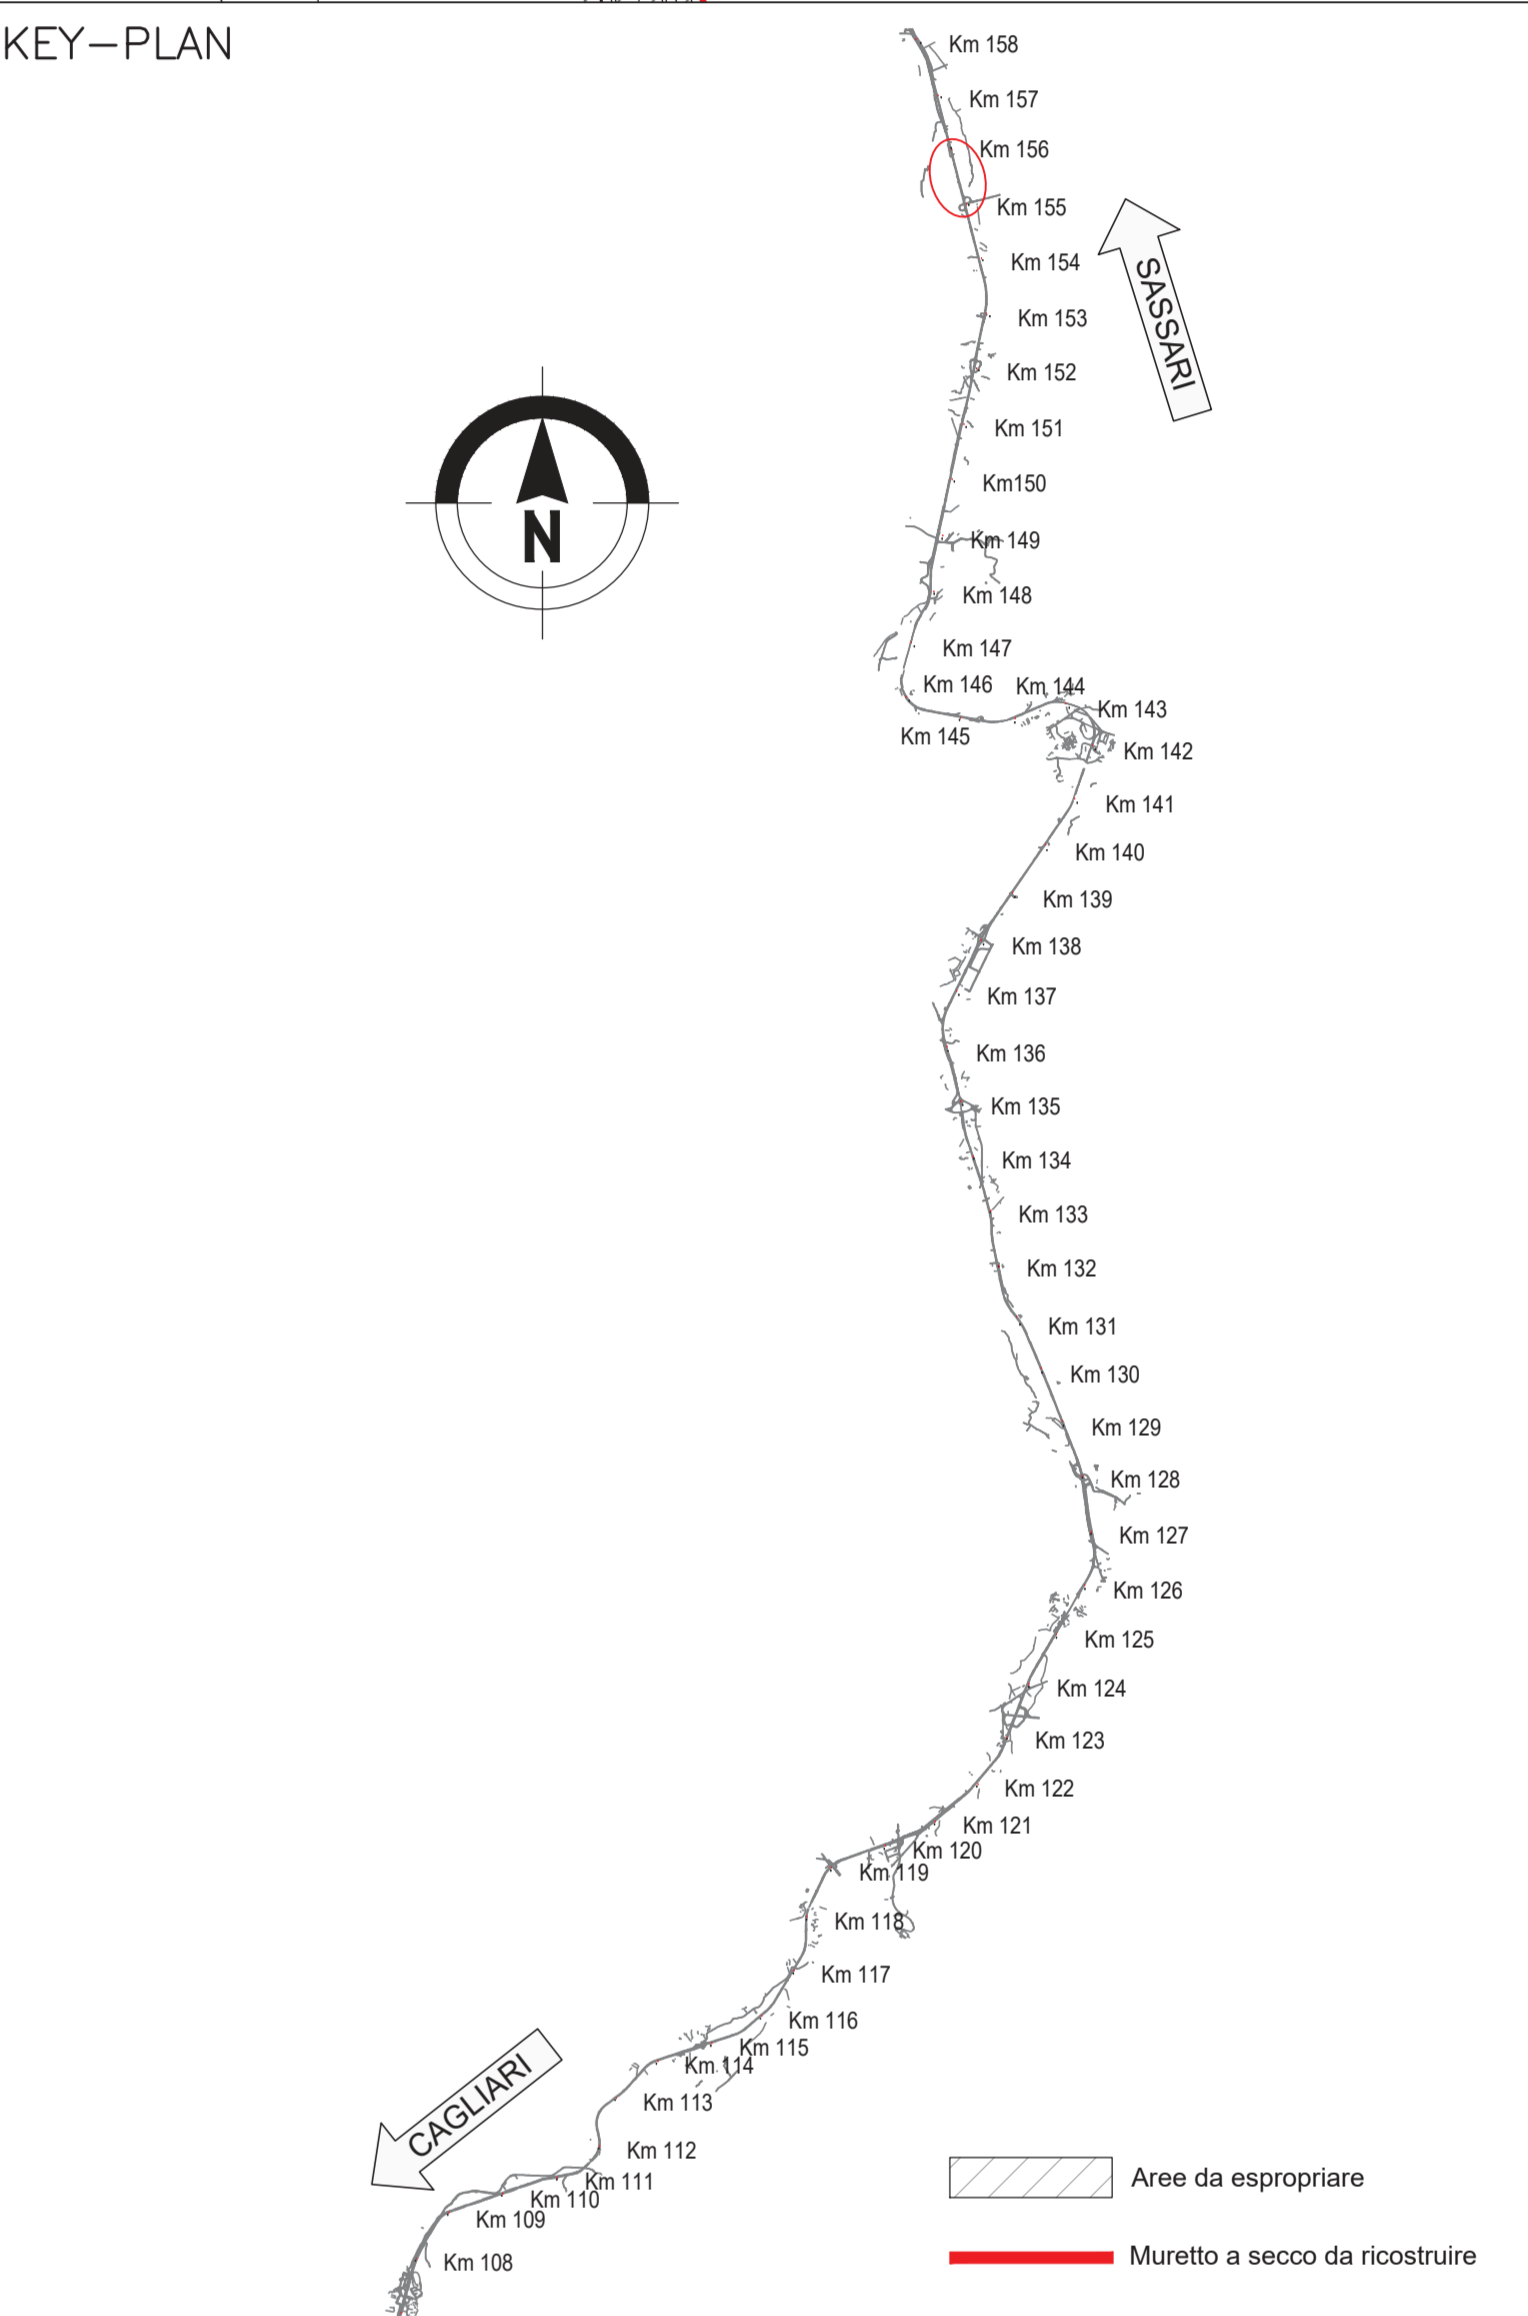 KEY-PLAN
Km 158
Km 157
Km 156
Km 155
Km 154
SASSARI
Km 153
Km 152
Km 151
Km150
N
Km 149
Km 148
Km 147
Km 146
Km 144
Km 143
Km 145
Km 142
Km 141
Km 140
Km 139
Km 138
Km 137
Km 136
Km 135
Km 134
Km 133
Km 132
Km 131
Km 130
Km 129
Km 128
Km 127
Km 126
Km 125
Km 124
Km 123
Km 122
Km 121
Km 120
Km 119
Km 118
Km 117
Km 116
Km 115
Km 114
Km 113
CAGLIARI
Km 112
Km 111
Km 110
Km 109
Km 108
Aree da espropriare
Muretto a secco da ricostruire